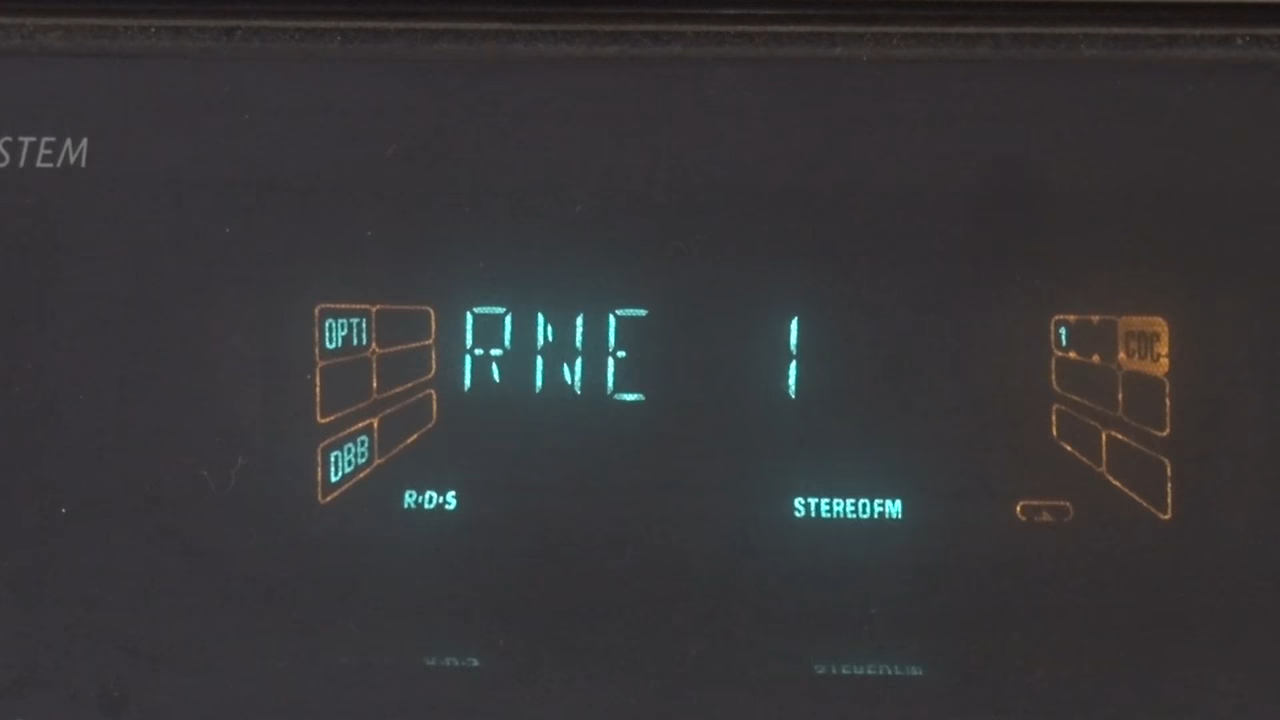 STEM
OPTI
RNE 1
1
CDC
DBB
R·D·S
STEREO FM